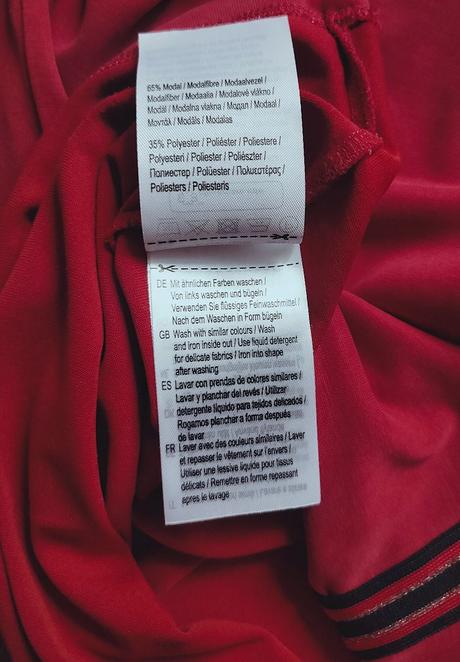 65% Modal / Modalfibre / Modaalvezel /
Modalfiber / Modaalia / Modalové vlákno /
Modál / Modalna vlakna / Модал / Modaal /
Μοντάλ / Modāls / Modalas
35% Polyester / Poliéster / Poliestere /
Polyesteri / Poliester / Poliészter /
Полиестер / Polüester / Πολυεστέρας /
Poliesters / Poliesteris
DE Mit ähnlichen Farben waschen /
Von links waschen und bügeln /
Verwenden Sie flüssiges Feinwaschmittel /
Nach dem Waschen in Form bügeln
GB Wash with similar colours / Wash
and iron inside out / Use liquid detergent
for delicate fabrics / Iron into shape
after washing
ES Lavar con prendas de colores similares /
Lavar y planchar del revés / Utilizar
detergente líquido para tejidos delicados /
Rogamos planchar a forma después
de lavar
FR Laver avec des couleurs similaires / Laver
et repasser le vêtement sur l'envers /
Utiliser une lessive liquide pour tissus
délicats / Remettre en forme repassant
après le lavage